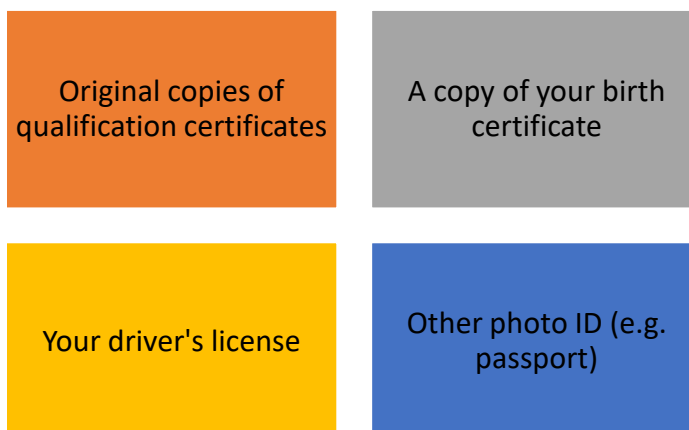 Original copies of
qualification certificates
A copy of your birth
certificate
Your driver's license
Other photo ID (e.g.
passport)